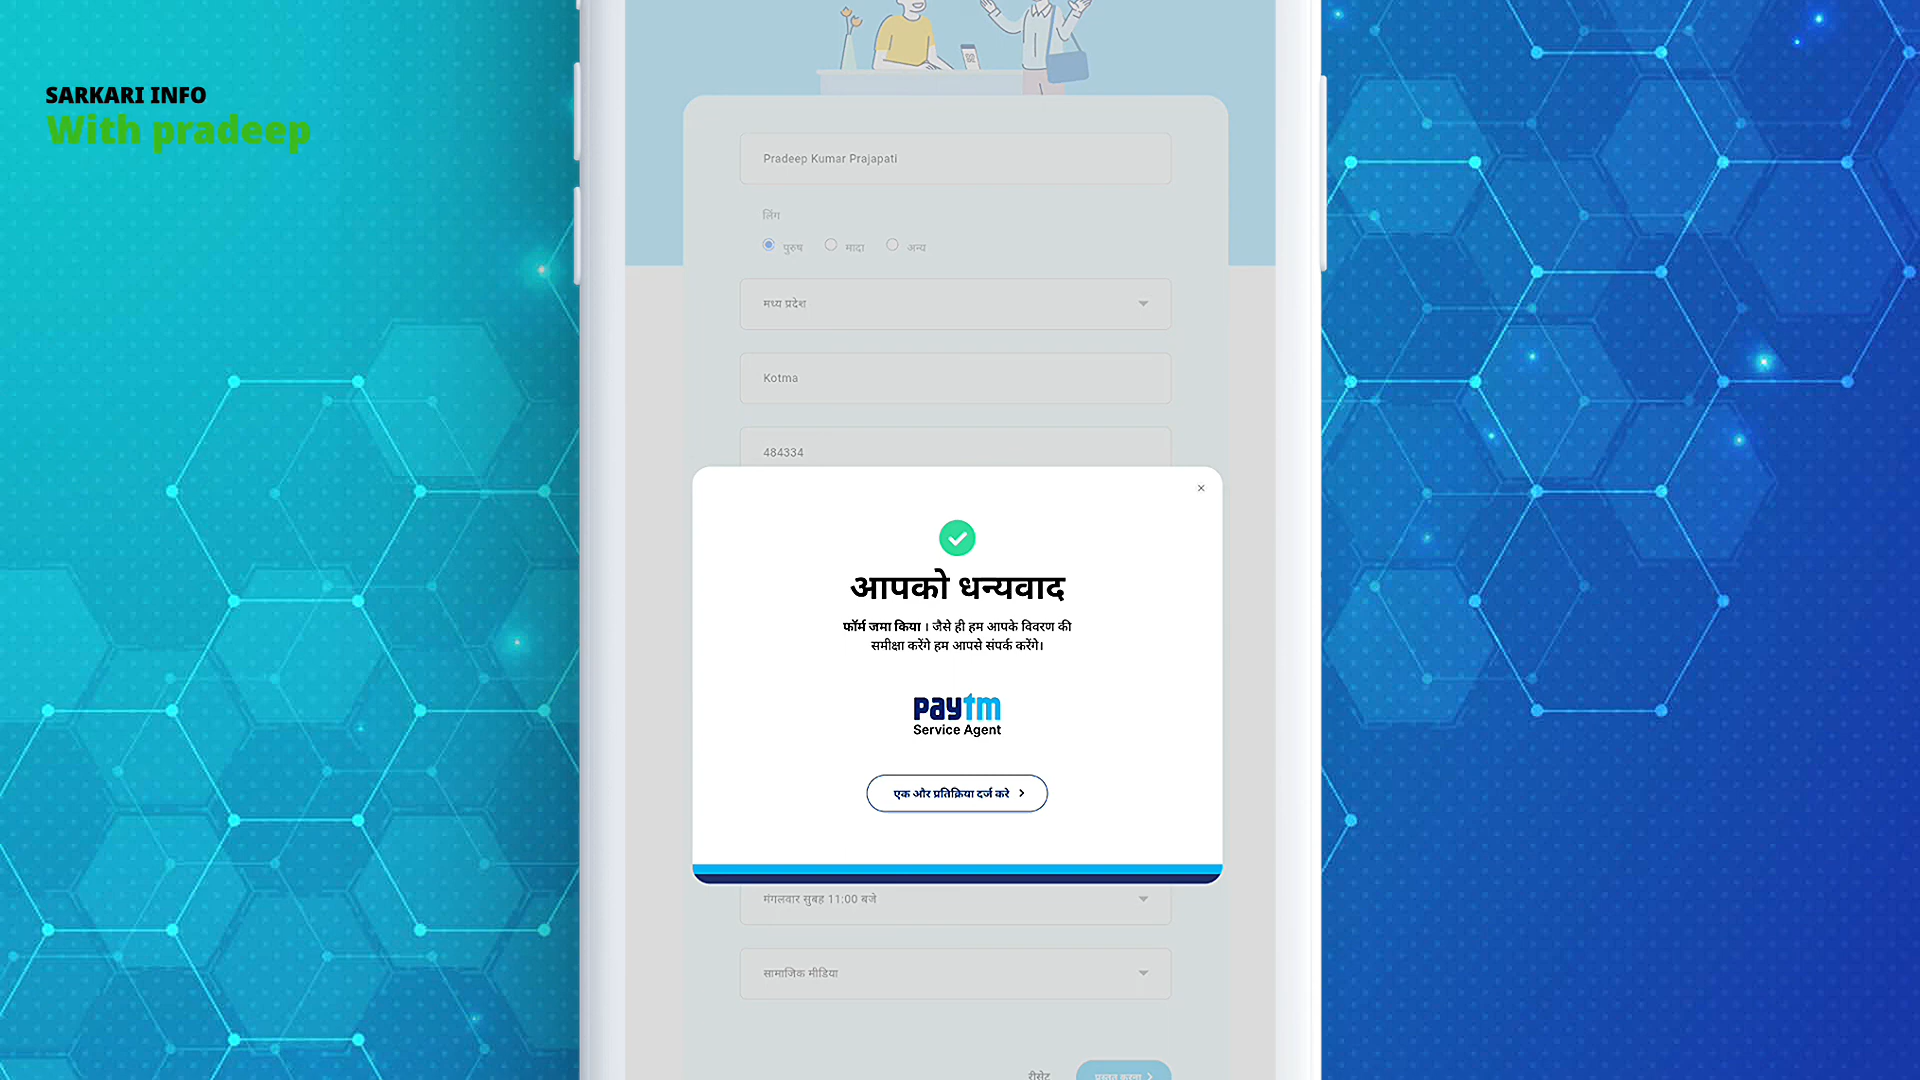 SARKARI INFO
With pradeep
Pradeep Kumar Prajapati
लिंग
पुरुष मादा अन्य
मध्य प्रदेश
Kotma
484334
×
आपको धन्यवाद
फॉर्म जमा किया । जैसे ही हम आपके विवरण की
समीक्षा करेंगे हम आपसे संपर्क करेंगे।
paytm
Service Agent
एक और प्रतिक्रिया दर्ज करे >
मंगलवार सुबह 11:00 बजे
सामाजिक मीडिया
रीसेट प्रस्तुत करना >